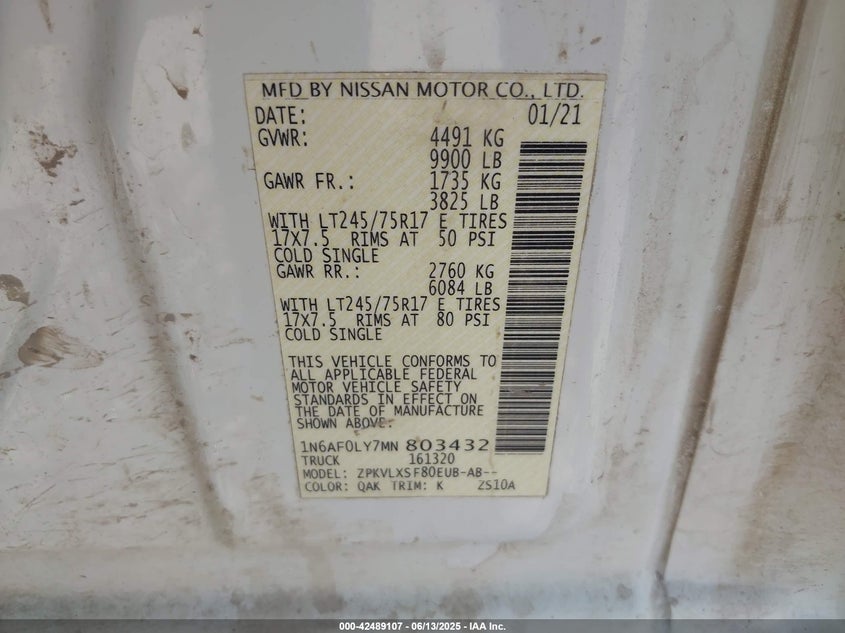 MFD BY NISSAN MOTOR CO., LTD.
DATE: 01/21
GVWR: 4491 KG
9900 LB
GAWR FR.: 1735 KG
3825 LB
WITH LT245/75R17 E TIRES
17X7.5 RIMS AT 50 PSI
COLD SINGLE
GAWR RR.: 2760 KG
6084 LB
WITH LT245/75R17 E TIRES
17X7.5 RIMS AT 80 PSI
COLD SINGLE
THIS VEHICLE CONFORMS TO
ALL APPLICABLE FEDERAL
MOTOR VEHICLE SAFETY
STANDARDS IN EFFECT ON
THE DATE OF MANUFACTURE
SHOWN ABOVE.
1N6AF0LY7MN 803432
TRUCK 161320
MODEL: ZPKVLXSF80EUB-AB--
COLOR: QAK TRIM: K ZS10A
000-42489107 - 06/13/2025 - IAA Inc.